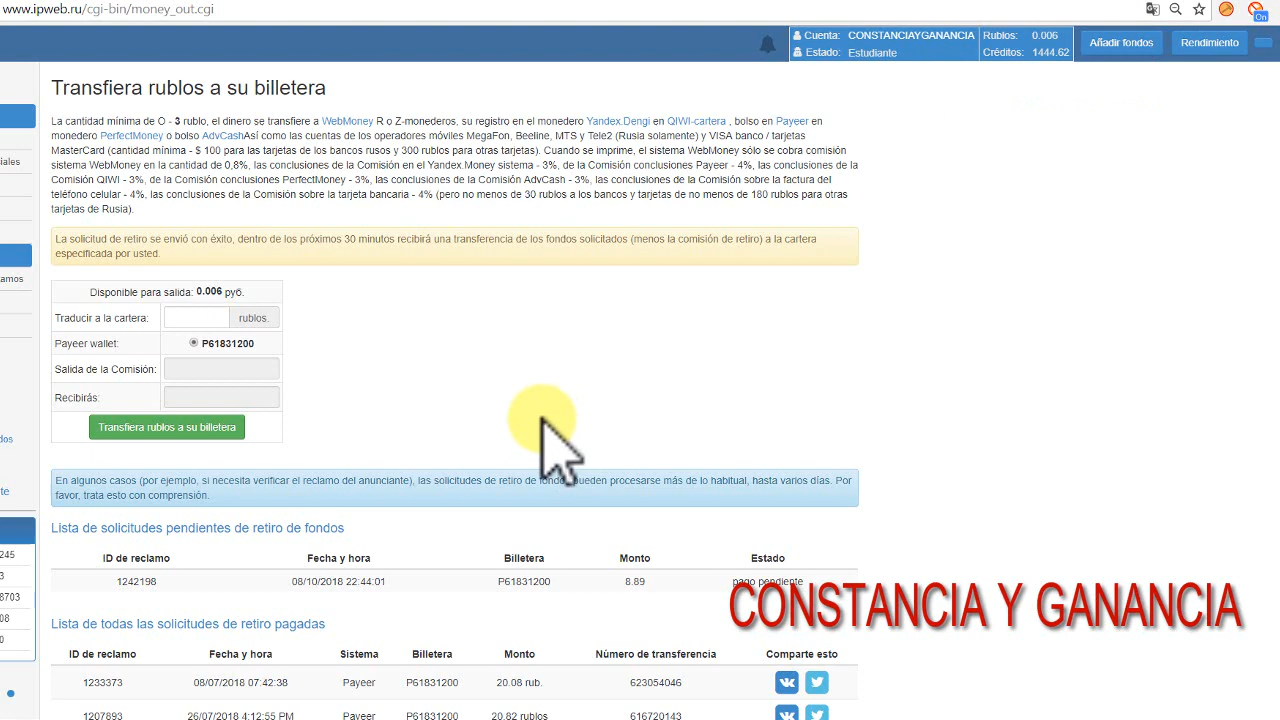 www.ipweb.ru/cgi-bin/money_out.cgi
On
Cuenta: CONSTANCIAYGANANCIA Rublos: 0.006
Estado: Estudiante Créditos: 1444.62
Añadir fondos
Rendimiento
Transfiera rublos a su billetera
La cantidad mínima de O - 3 rublo, el dinero se transfiere a WebMoney R o Z-monederos, su registro en el monedero Yandex.Dengi en QIWI-cartera , bolso en Payeer en
monedero PerfectMoney o bolso AdvCashAsí como las cuentas de los operadores móviles MegaFon, Beeline, MTS y Tele2 (Rusia solamente) y VISA banco / tarjetas
MasterCard (cantidad mínima - $ 100 para las tarjetas de los bancos rusos y 300 rublos para otras tarjetas). Cuando se imprime, el sistema WebMoney sólo se cobra comisión
sistema WebMoney en la cantidad de 0,8%, las conclusiones de la Comisión en el Yandex.Money sistema - 3%, de la Comisión conclusiones Payeer - 4%, las conclusiones de la
Comisión QIWI - 3%, de la Comisión conclusiones PerfectMoney - 3%, las conclusiones de la Comisión AdvCash - 3%, las conclusiones de la Comisión sobre la factura del
teléfono celular - 4%, las conclusiones de la Comisión sobre la tarjeta bancaria - 4% (pero no menos de 30 rublos a los bancos y tarjetas de no menos de 180 rublos para otras
tarjetas de Rusia).
La solicitud de retiro se envió con éxito, dentro de los próximos 30 minutos recibirá una transferencia de los fondos solicitados (menos la comisión de retiro) a la cartera
especificada por usted.
Disponible para salida: 0.006 руб.
Traducir a la cartera: rublos.
Payeer wallet: P61831200
Salida de la Comisión:
Recibirás:
Transfiera rublos a su billetera
En algunos casos (por ejemplo, si necesita verificar el reclamo del anunciante), las solicitudes de retiro de fondos pueden procesarse más de lo habitual, hasta varios días. Por
favor, trata esto con comprensión.
Lista de solicitudes pendientes de retiro de fondos
ID de reclamo Fecha y hora Billetera Monto Estado
1242198 08/10/2018 22:44:01 P61831200 8.89 pago pendiente
CONSTANCIA Y GANANCIA
Lista de todas las solicitudes de retiro pagadas
ID de reclamo Fecha y hora Sistema Billetera Monto Número de transferencia Comparte esto
1237373 08/07/2018 07:42:38 Payeer P61831200 20.08 rub. 623054046
1207893 26/07/2018 4:12:55 PM Payeer P61831200 20.82 rublos 616720143
iales
amos
dos
te
245
3
8703
08
0